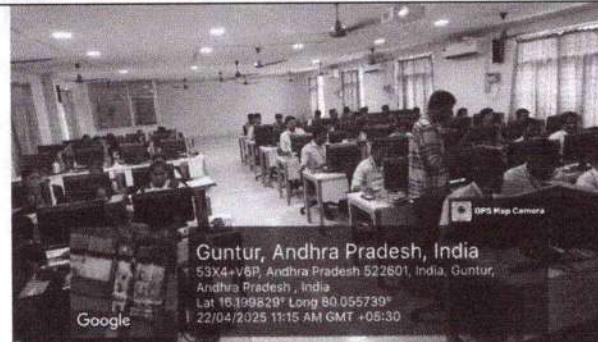 GPS Map Camera
Guntur, Andhra Pradesh, India
53X4+V6P, Andhra Pradesh 522601, India, Guntur,
Andhra Pradesh , India
Lat 16.199829° Long 80.055739°
22/04/2025 11:15 AM GMT +05:30
Google